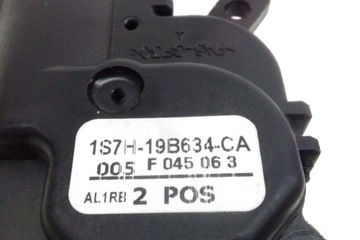 1S7H-19B634-CA
005 F 045 06 3
AL1RB 2 POS